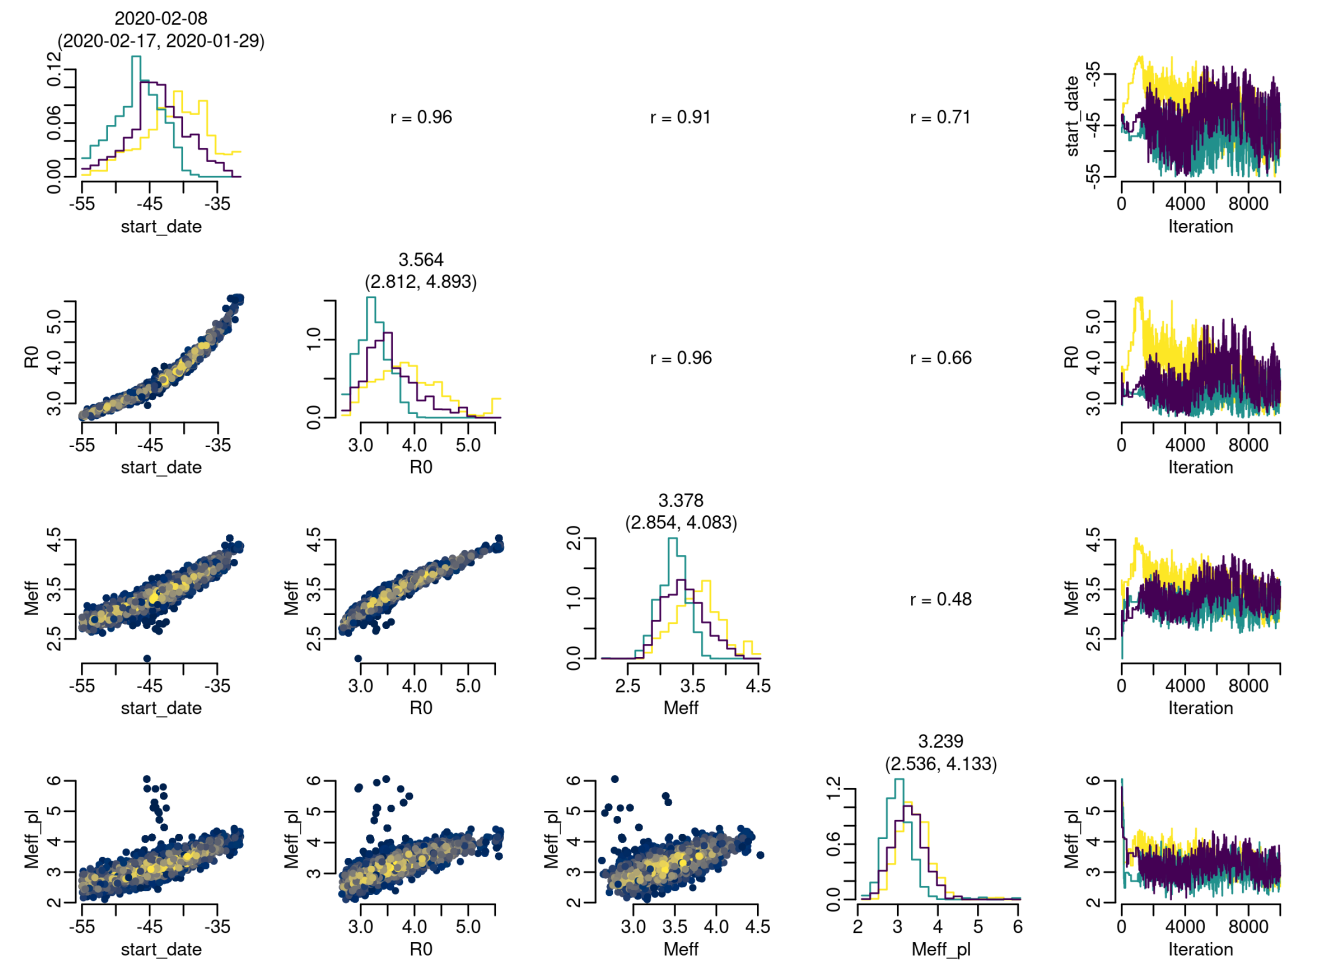 2020-02-08
(2020-02-17, 2020-01-29)
0.00 0.06 0.12
-55 -45 -35
start_date
r = 0.96
r = 0.91
r = 0.71
start_date
-55 -45 -35
0 4000 8000
Iteration
R0
3.0 4.0 5.0
-55 -45 -35
start_date
3.564
(2.812, 4.893)
0.0 1.0
3.0 4.0 5.0
R0
r = 0.96
r = 0.66
R0
3.0 4.0 5.0
0 4000 8000
Iteration
Meff
2.5 3.5 4.5
-55 -45 -35
start_date
Meff
2.5 3.5 4.5
3.0 4.0 5.0
R0
3.378
(2.854, 4.083)
0.0 1.0 2.0
2.5 3.5 4.5
Meff
r = 0.48
Meff
2.5 3.5 4.5
0 4000 8000
Iteration
Meff_pl
2 3 4 5 6
-55 -45 -35
start_date
Meff_pl
3 4 5 6
3.0 4.0 5.0
R0
Meff_pl
2 3 4 5 6
3.0 3.5 4.0 4.5
Meff
3.239
(2.536, 4.133)
0.0 0.6 1.2
2 3 4 5 6
Meff_pl
Meff_pl
2 3 4 5 6
0 4000 8000
Iteration